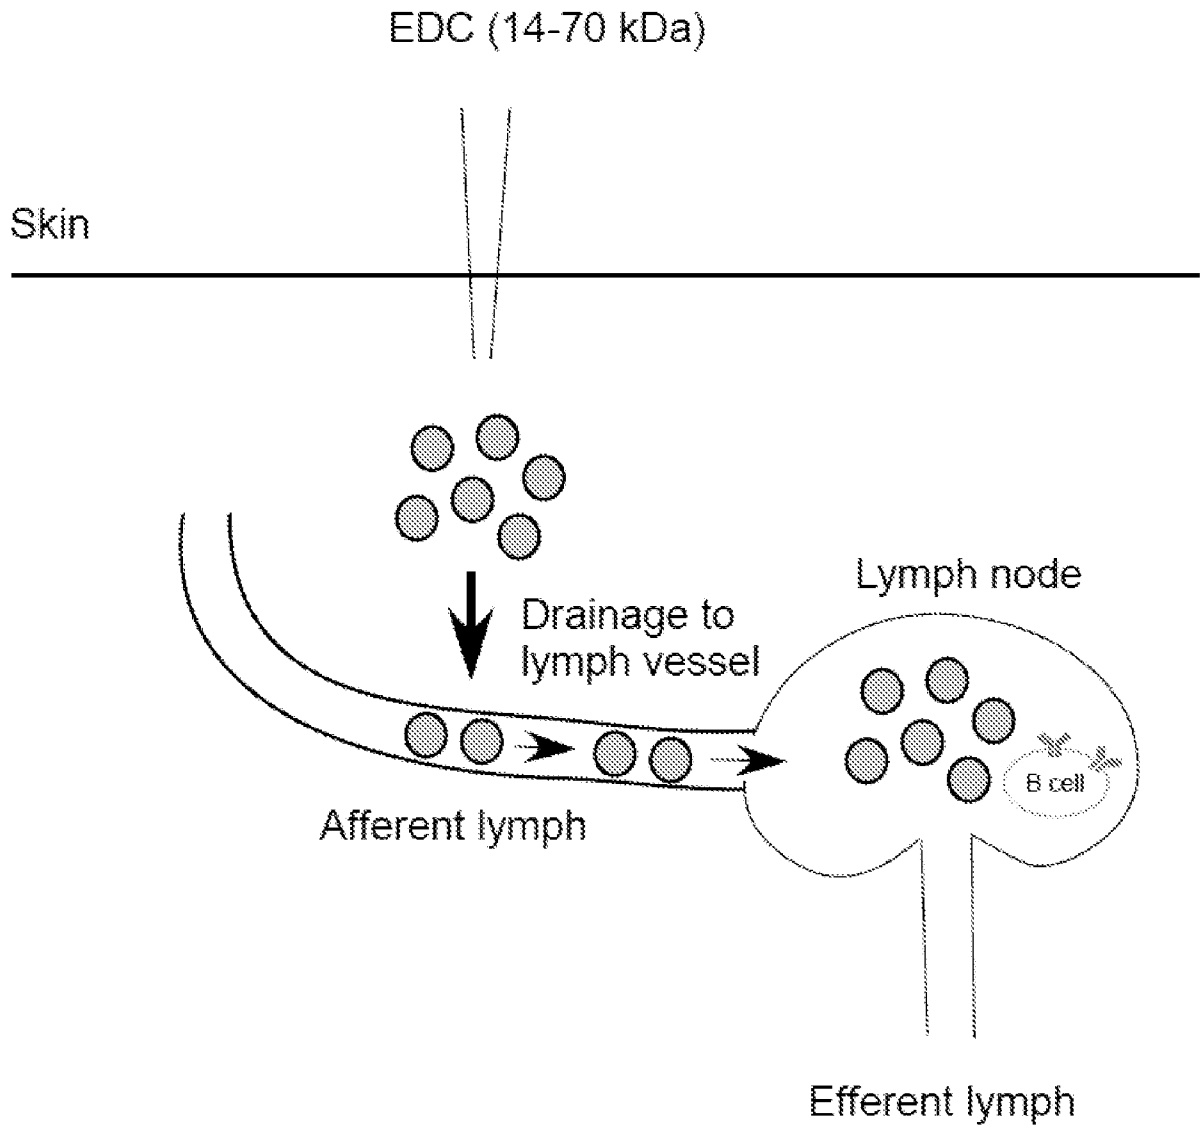 EDC (14-70 kDa)
Skin
Lymph node
Drainage to
lymph vessel
B cell
Afferent lymph
Efferent lymph